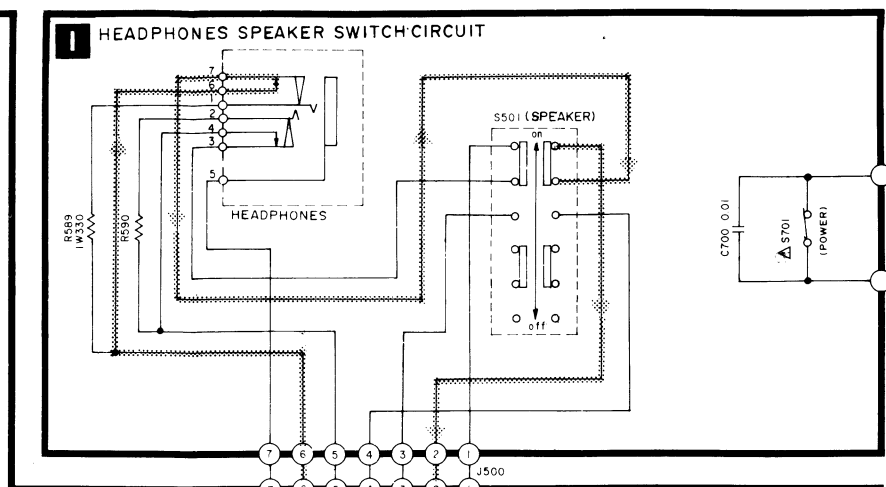 I HEADPHONES SPEAKER SWITCH CIRCUIT
7
6
1
2
4
3
5
HEADPHONES
R589
1W330
R590
S501 (SPEAKER)
on
off
C700 0.01
S701
(POWER)
7 6 5 4 3 2 1
J500